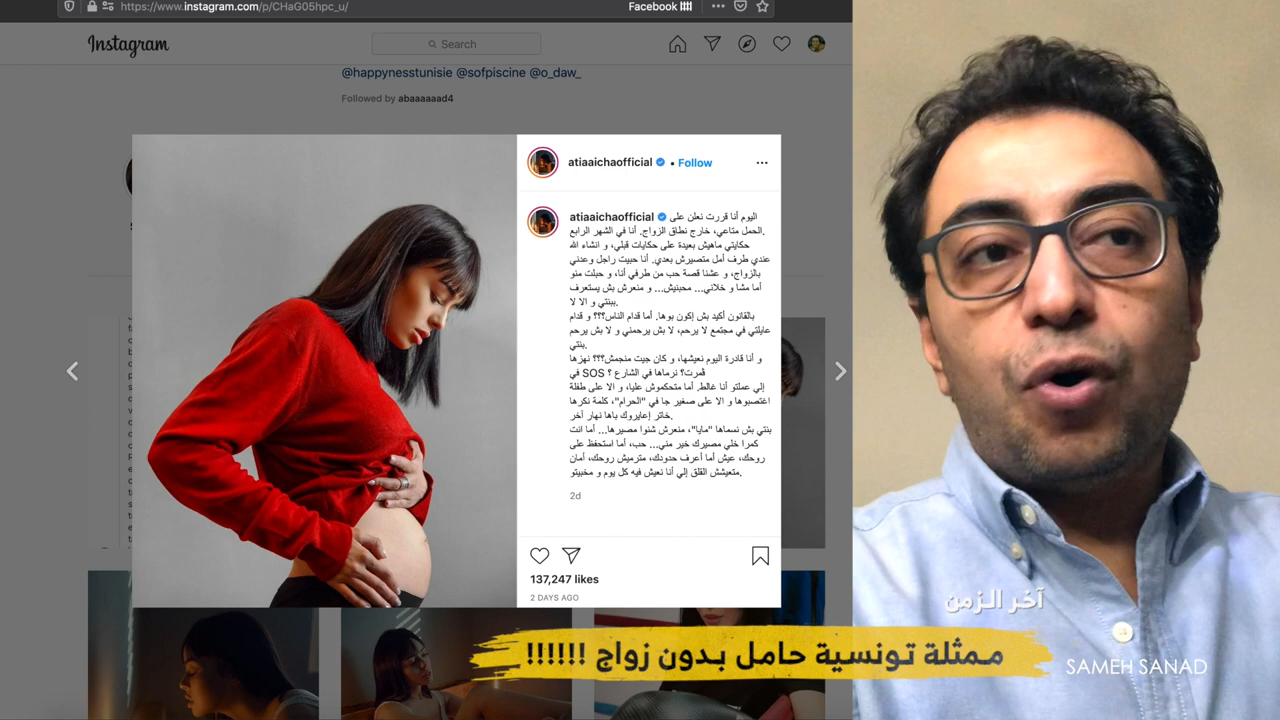 https://www.instagram.com/p/CHaG05hpc_u/
Facebook
Instagram
Search
@happynesstunisie @sofpiscine @o_daw_
Followed by abaaaaaad4
atiaaichaofficial • Follow
atiaaichaofficial اليوم أنا قررت نعلن على
الحمل متاعي، خارج نطاق الزواج. أنا في الشهر الرابع.
حكايتي ماهيش بعيدة على حكايات قبلي، و انشاء الله
عندي طرف أمل متصيرش بعدي. أنا حبيت راجل وعدني
بالزواج، و عشنا قصة حب من طرفي أنا، و حبلت منو
أما مشا و خلاني... محبنيش... و منعرش بش يستعرف
ببنتي و الا لا.
بالقانون أكيد بش إكون بوها. أما قدام الناس؟؟؟ و قدام
عايلتي في مجتمع لا يرحم، لا بش يرحمني و لا بش يرحم
بنتي.
و أنا قادرة اليوم نعيشها، و كان جيت منجمش؟؟؟ نهزها
في SOS قمرت؟ نرماها في الشارع ؟
إلي عملتو أنا غالط. أما متحكموش عليا، و الا على طفلة
اغتصبوها و الا على صغير جا في "الحرام"، كلمة نكرها
خاتر إعايروك باها نهار آخر.
بنتي بش نسماها "مايا"، منعرش شنوا مصيرها... أما انت
كمرا خلي مصيرك خير مني... حب، أما استحفظ على
روحك، عيش أما أعرف حدودك، مترميش روحك، أمان
متعيشش القلق إلي أنا نعيش فيه كل يوم و مخبيتو.
2d
137,247 likes
2 DAYS AGO
آخر الزمن
ممثلة تونسية حامل بدون زواج !!!!!!
SAMEH SANAD